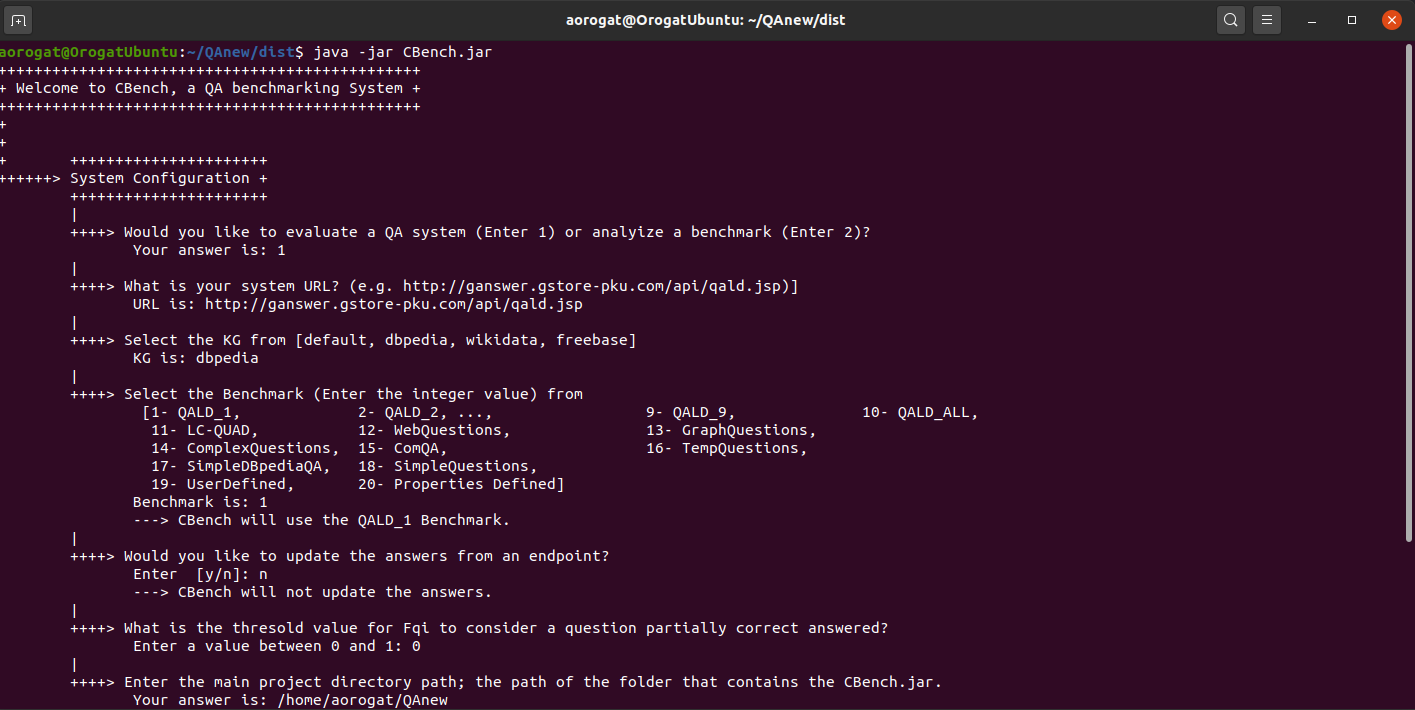 aorogat@OrogatUbuntu: ~/QAnew/dist
aorogat@OrogatUbuntu:~/QAnew/dist$ java -jar CBench.jar
+++++++++++++++++++++++++++++++++++++++++++++++
+ Welcome to CBench, a QA benchmarking System +
+++++++++++++++++++++++++++++++++++++++++++++++
+
+
+       ++++++++++++++++++++++
++++++> System Configuration +
        ++++++++++++++++++++++
        |
        ++++> Would you like to evaluate a QA system (Enter 1) or analyize a benchmark (Enter 2)?
               Your answer is: 1
        |
        ++++> What is your system URL? (e.g. http://ganswer.gstore-pku.com/api/qald.jsp)]
               URL is: http://ganswer.gstore-pku.com/api/qald.jsp
        |
        ++++> Select the KG from [default, dbpedia, wikidata, freebase]
               KG is: dbpedia
        |
        ++++> Select the Benchmark (Enter the integer value) from
                [1- QALD_1,             2- QALD_2, ...,                 9- QALD_9,              10- QALD_ALL,
                 11- LC-QUAD,           12- WebQuestions,               13- GraphQuestions,
                 14- ComplexQuestions,  15- ComQA,                      16- TempQuestions,
                 17- SimpleDBpediaQA,   18- SimpleQuestions,
                 19- UserDefined,       20- Properties Defined]
               Benchmark is: 1
               ---> CBench will use the QALD_1 Benchmark.
        |
        ++++> Would you like to update the answers from an endpoint?
               Enter  [y/n]: n
               ---> CBench will not update the answers.
        |
        ++++> What is the thresold value for Fqi to consider a question partially correct answered?
               Enter a value between 0 and 1: 0
        |
        ++++> Enter the main project directory path; the path of the folder that contains the CBench.jar.
               Your answer is: /home/aorogat/QAnew